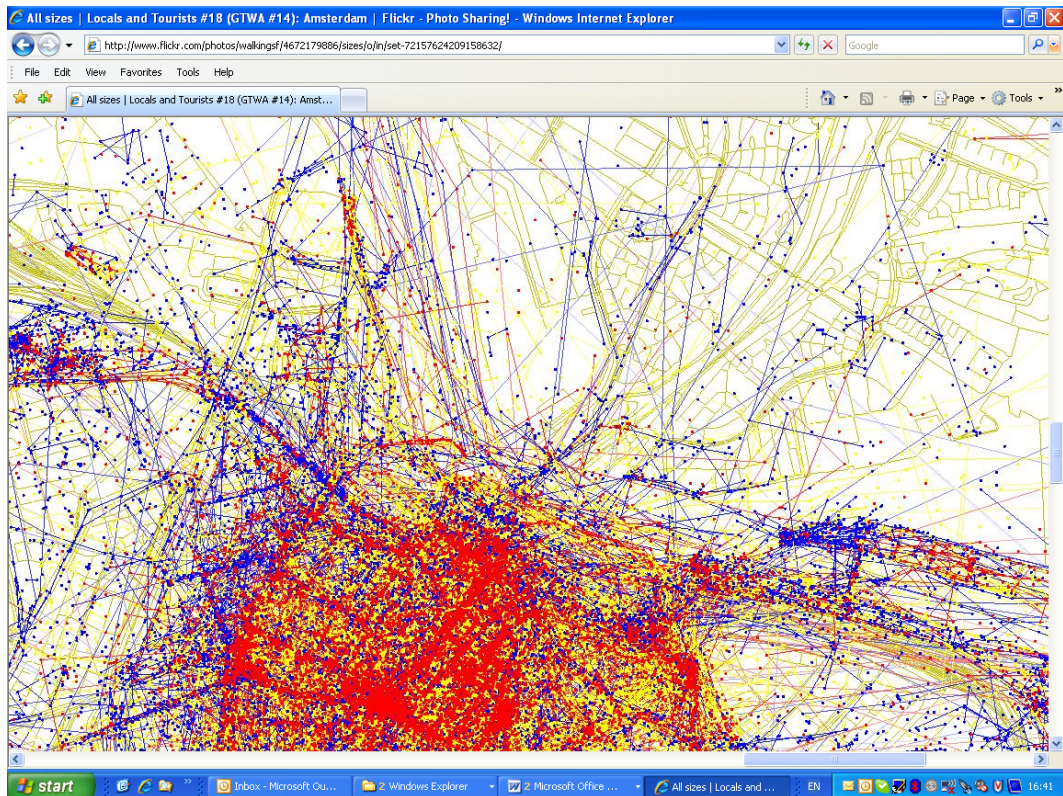 All sizes | Locals and Tourists #18 (GTWA #14): Amsterdam | Flickr - Photo Sharing! - Windows Internet Explorer
http://www.flickr.com/photos/walkingsf/4672179886/sizes/o/in/set-72157624209158632/
Google
File Edit View Favorites Tools Help
All sizes | Locals and Tourists #18 (GTWA #14): Amst...
Page Tools »
start » Inbox - Microsoft Ou... 2 Windows Explorer 2 Microsoft Office ... All sizes | Locals and ... EN 16:41